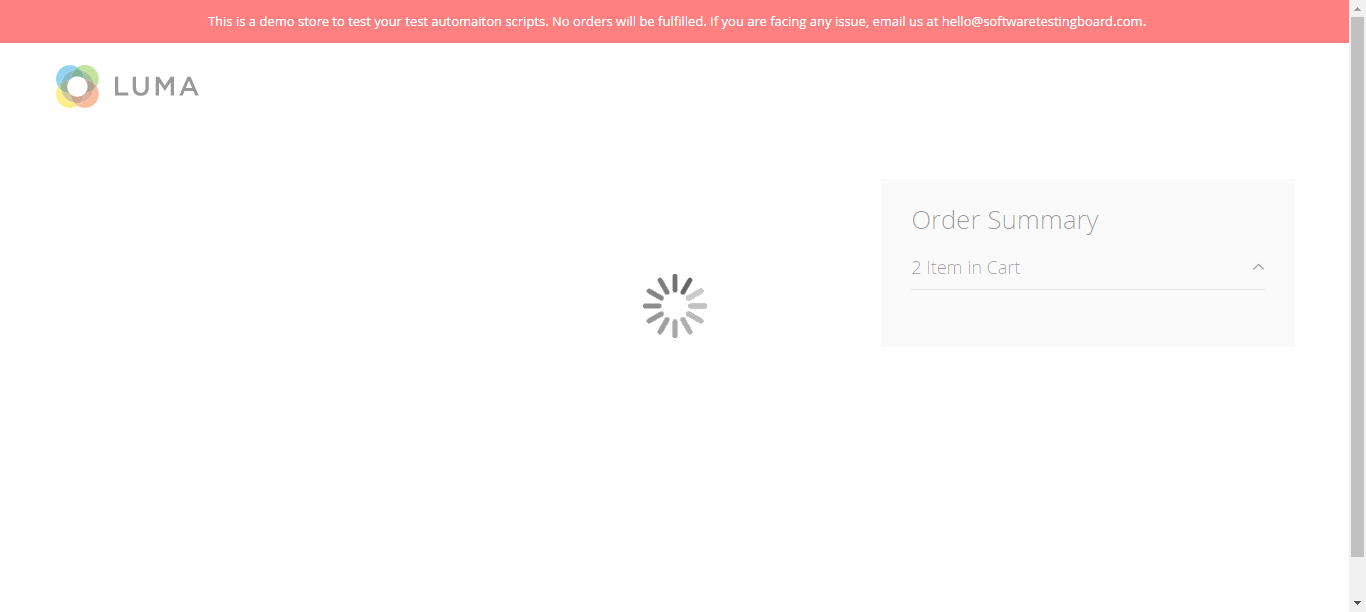 This is a demo store to test your test automaiton scripts. No orders will be fulfilled. If you are facing any issue, email us at hello@softwaretestingboard.com.
LUMA
Order Summary
2 Item in Cart